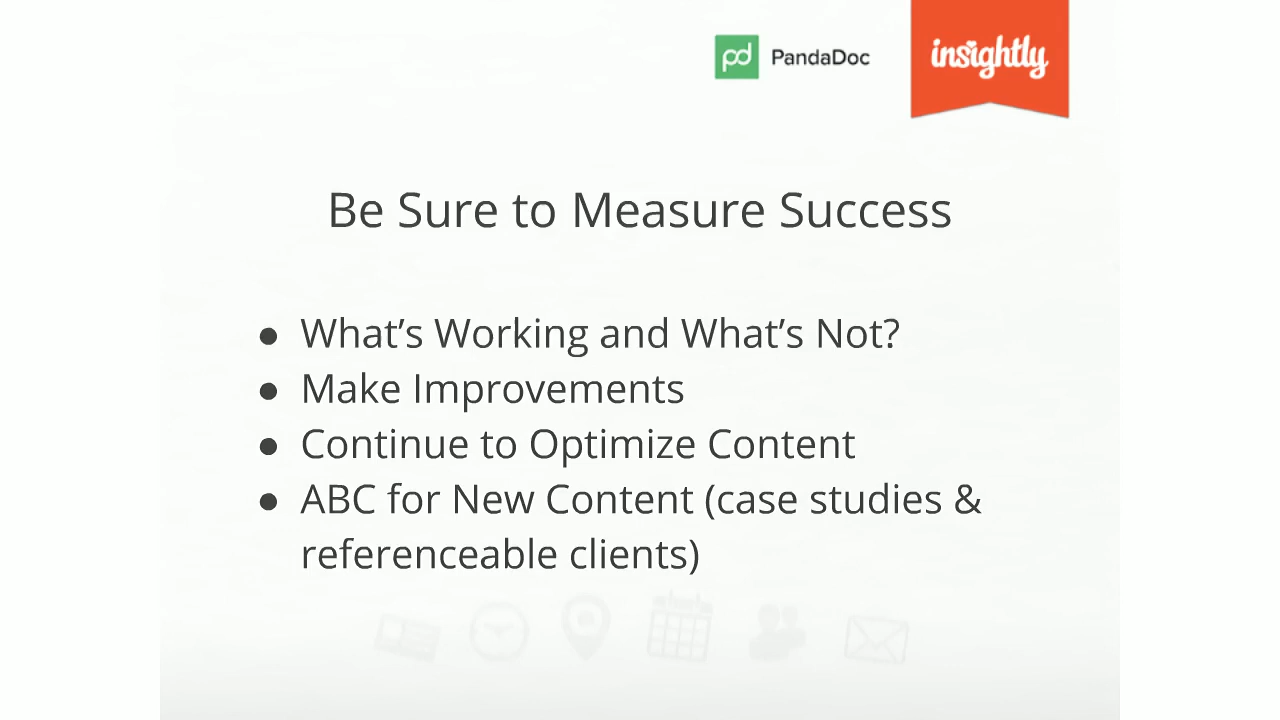 pd PandaDoc
insightly
Be Sure to Measure Success
● What’s Working and What’s Not?
● Make Improvements
● Continue to Optimize Content
● ABC for New Content (case studies &
referenceable clients)